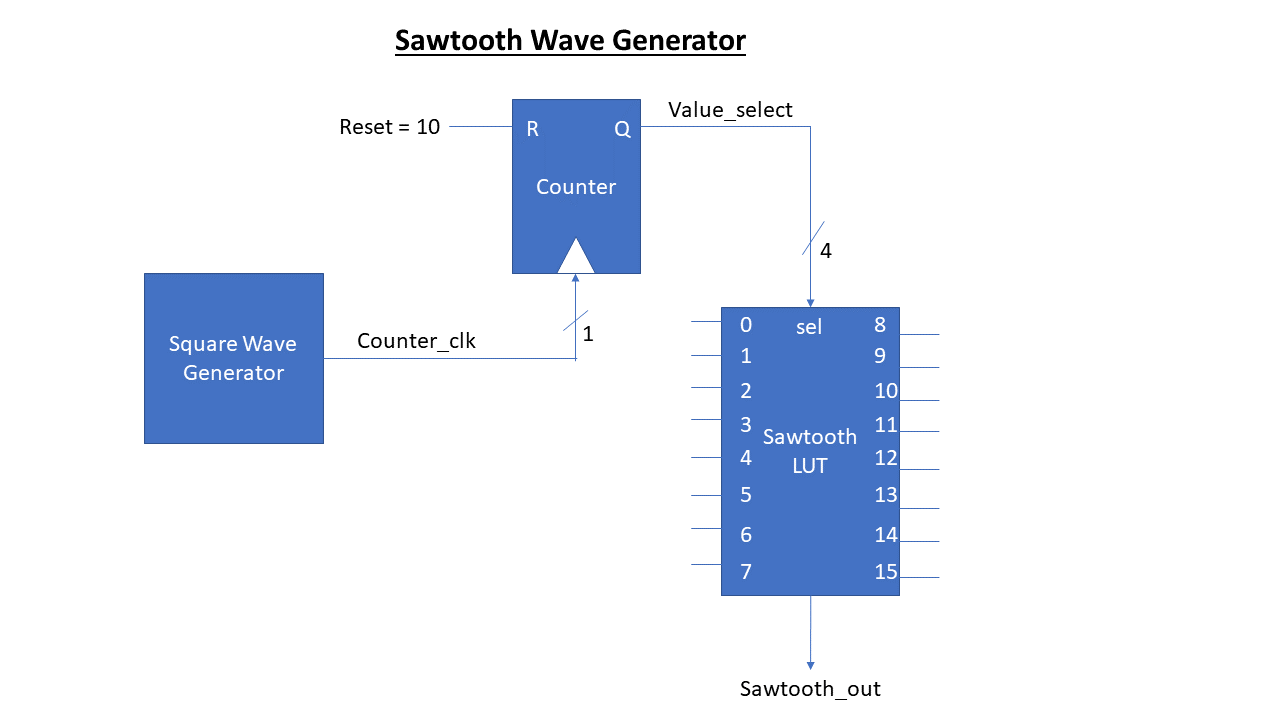 Sawtooth Wave Generator
Reset = 10
R
Q
Value_select
Counter
4
Square Wave
Generator
Counter_clk
1
sel
0
1
2
3
4
5
6
7
8
9
10
11
12
13
14
15
Sawtooth
LUT
Sawtooth_out